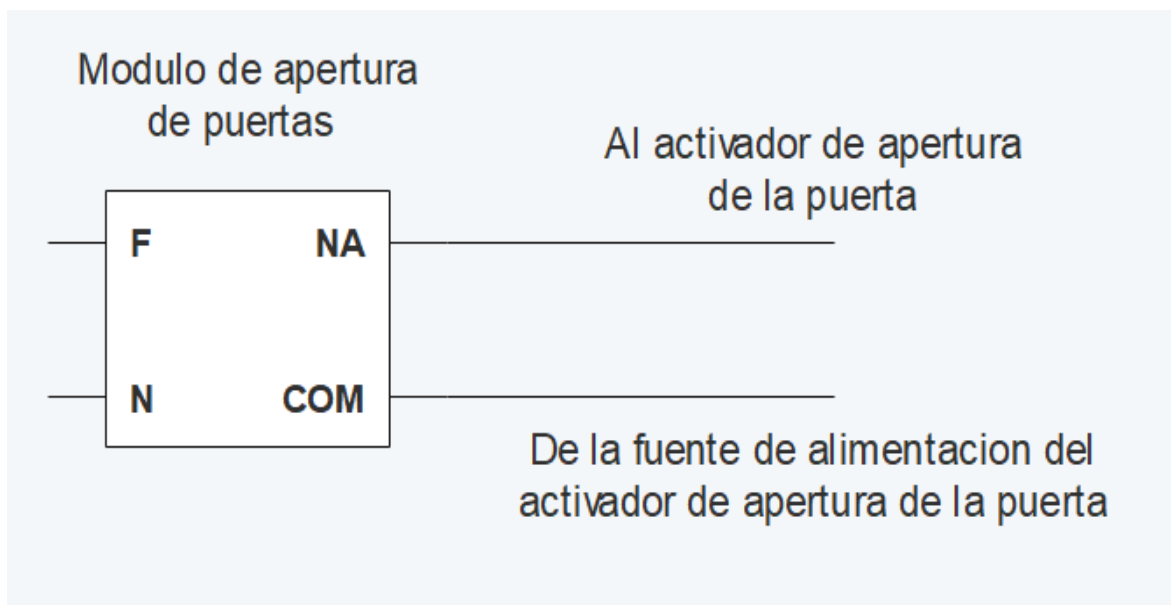 Modulo de apertura
de puertas
Al activador de apertura
de la puerta
F NA
N COM
De la fuente de alimentacion del
activador de apertura de la puerta